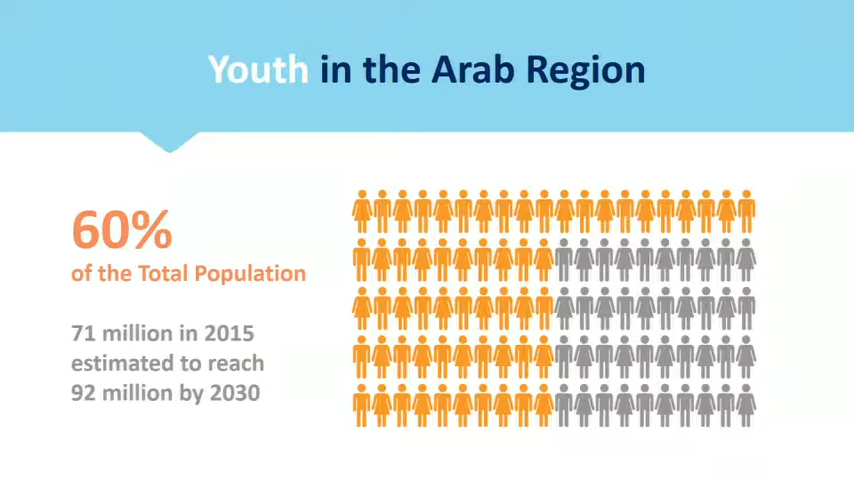 Youth in the Arab Region
60%
of the Total Population
71 million in 2015
estimated to reach
92 million by 2030